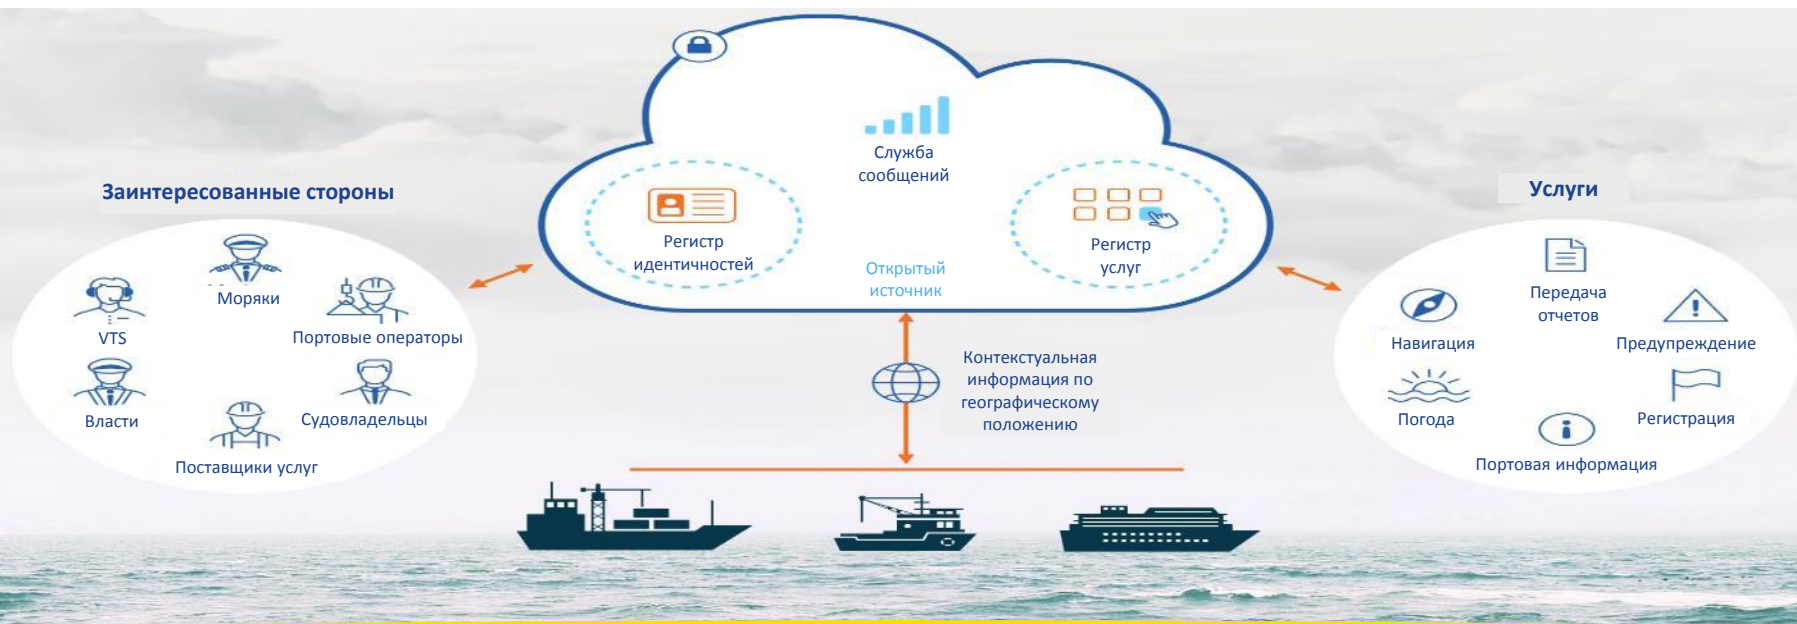 Заинтересованные стороны
Моряки
VTS
Портовые операторы
Власти
Судовладельцы
Поставщики услуг
Служба
сообщений
Регистр
идентичностей
Регистр
услуг
Открытый
источник
Контекстуальная
информация по
географическому
положению
Услуги
Передача
отчетов
Навигация
Предупреждение
Погода
Регистрация
Портовая информация